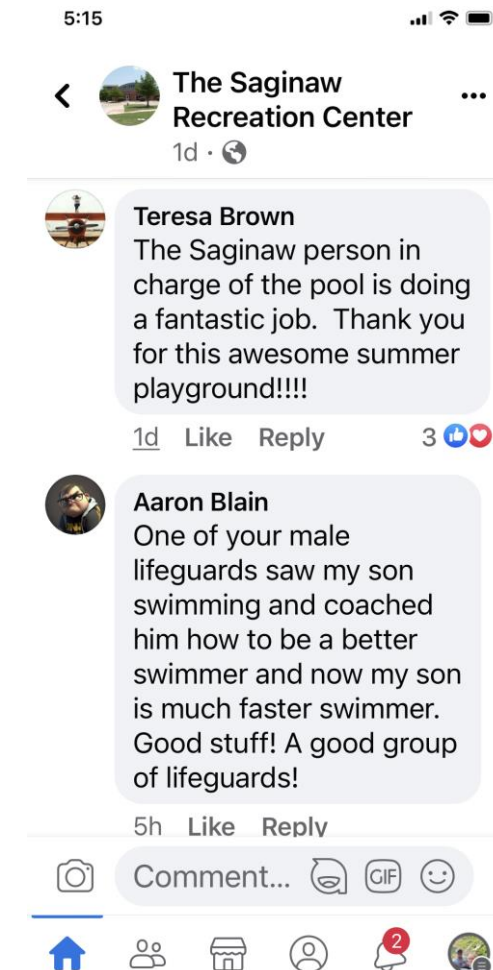 5:15
The Saginaw
Recreation Center
1d ·
Teresa Brown
The Saginaw person in
charge of the pool is doing
a fantastic job.  Thank you
for this awesome summer
playground!!!!
1d Like Reply 3
Aaron Blain
One of your male
lifeguards saw my son
swimming and coached
him how to be a better
swimmer and now my son
is much faster swimmer.
Good stuff! A good group
of lifeguards!
5h Like Reply
Comment... GIF
2